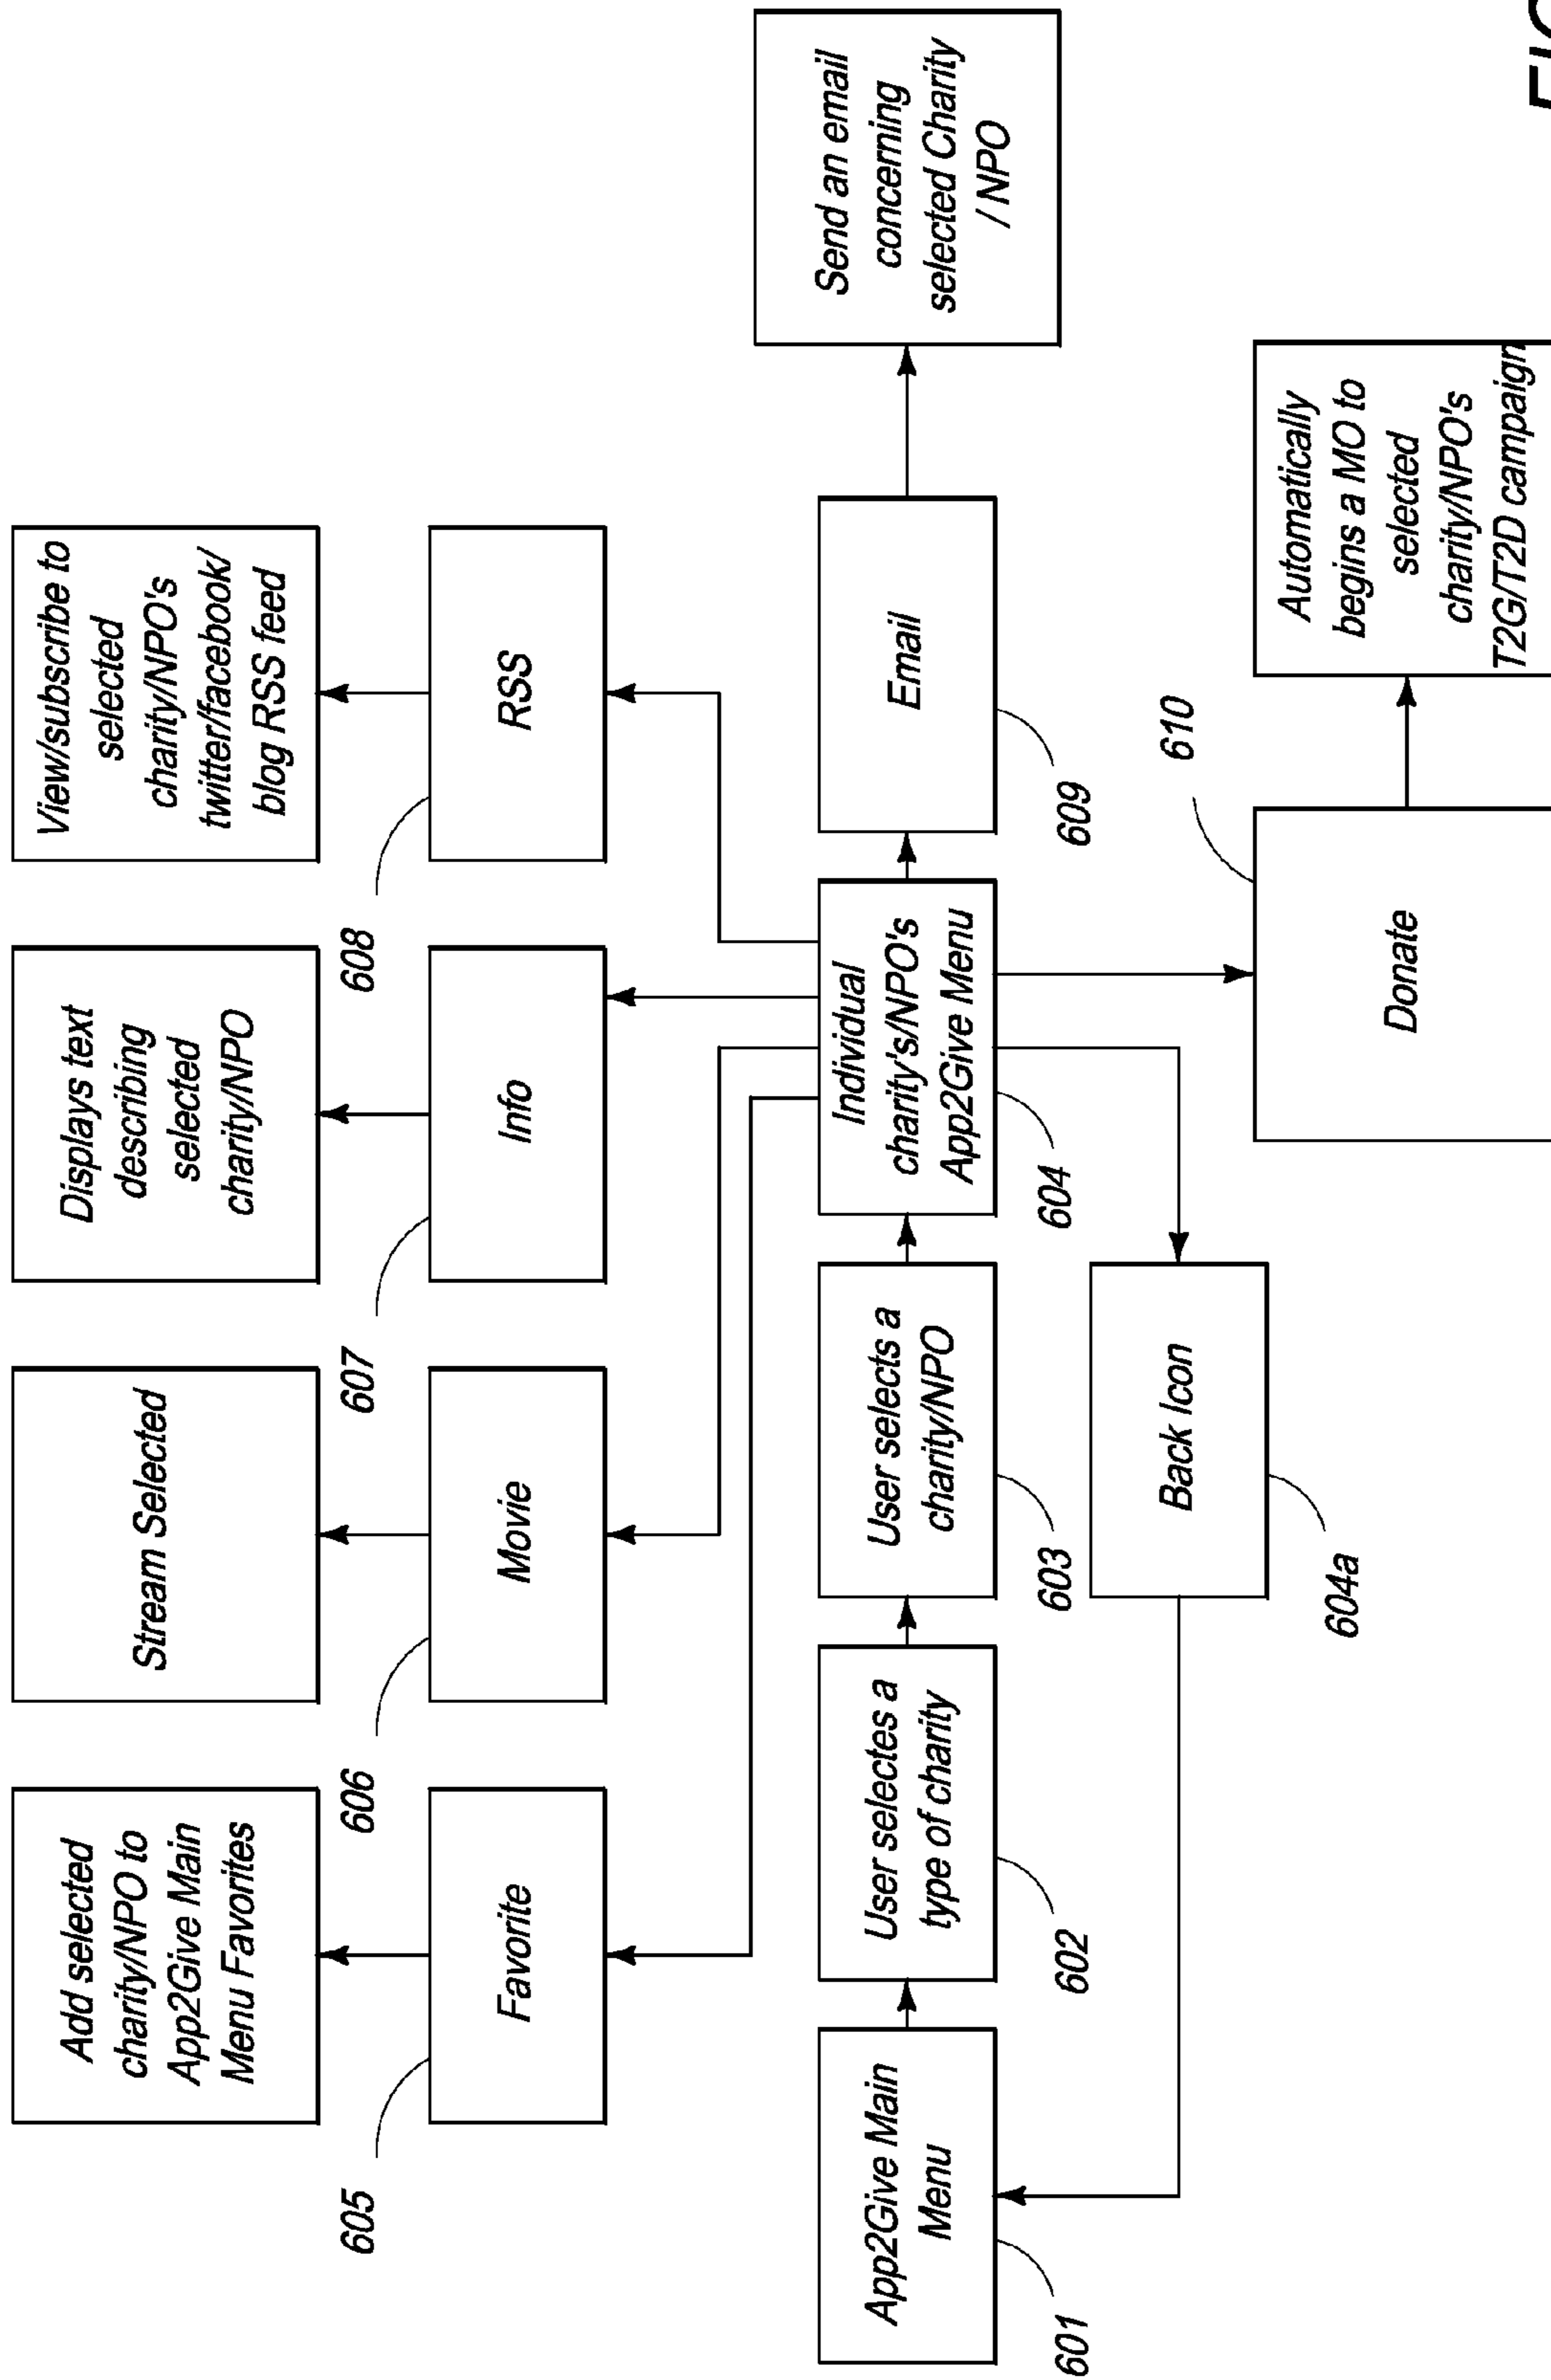 Add selected
charity/NPO to
App2Give Main
Menu Favorites
Stream Selected
Displays text
describing
selected
charity/NPO
View/subscribe to
selected
charity/NPO's
twitter/facebook/
blog RSS feed
605
606
607
608
Favorite
Movie
Info
RSS
App2Give Main
Menu
User selectes a
type of charity
User selects a
charity/NPO
Individual
charity's/NPO's
App2Give Menu
Email
Send an email
concerning
selected Charity
/ NPO
601
602
603
604
609
Back Icon
604a
610
Donate
Automatically
begins a MO to
selected
charity/NPO's
T2G/T2D campaign